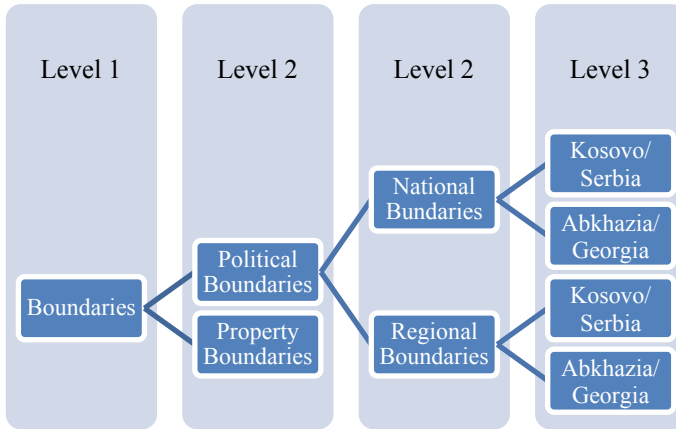 Level 1
Level 2
Level 2
Level 3
Boundaries
Political
Boundaries
Property
Boundaries
National
Bundaries
Regional
Boundaries
Kosovo/
Serbia
Abkhazia/
Georgia
Kosovo/
Serbia
Abkhazia/
Georgia